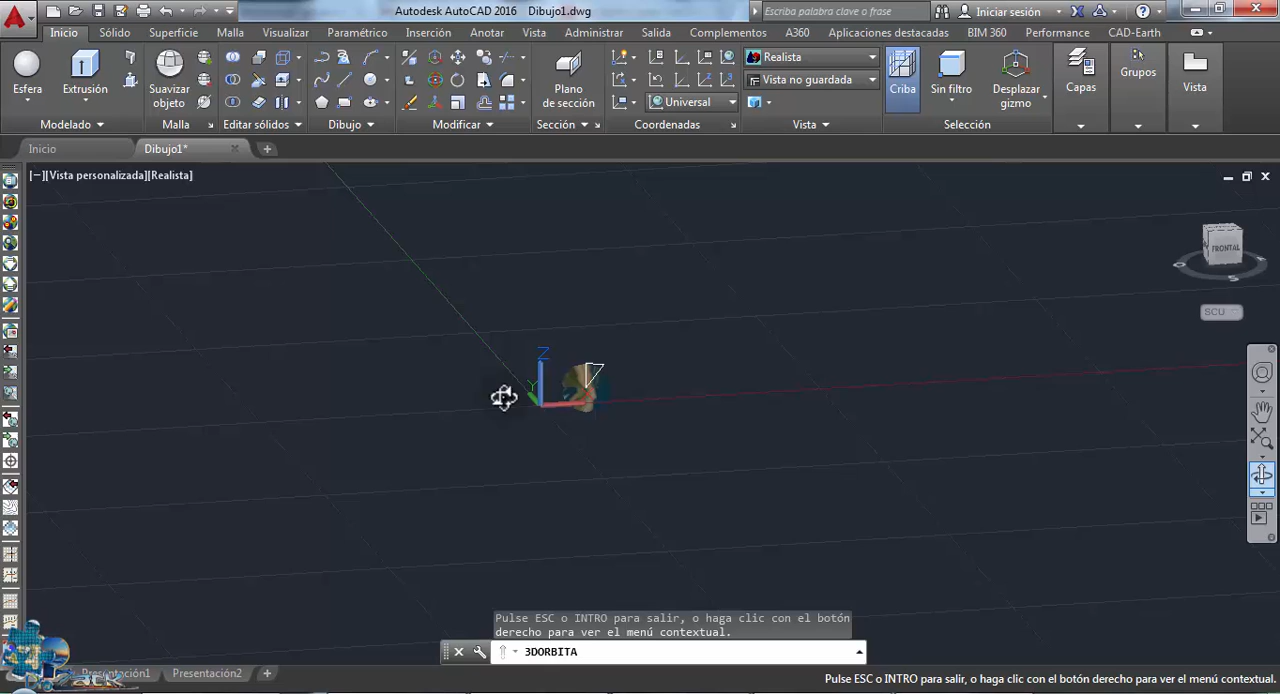 Autodesk AutoCAD 2016 Dibujo1.dwg
Escriba palabra clave o frase
Iniciar sesión
Inicio Sólido Superficie Malla Visualizar Paramétrico Inserción Anotar Vista Administrar Salida Complementos A360 Aplicaciones destacadas BIM 360 Performance CAD-Earth
Realista
Vista no guardada
Universal
Esfera
Extrusión
Suavizar
objeto
Plano
de sección
Criba
Sin filtro
Desplazar
gizmo
Capas
Grupos
Vista
Modelado Malla Editar sólidos Dibujo Modificar Sección Coordenadas Vista Selección
Inicio Dibujo1*
[−][Vista personalizada][Realista]
FRONTAL
S
SCU
Z
Y
Pulse ESC o INTRO para salir, o haga clic con el botón
derecho para ver el menú contextual.
3DORBITA
Presentación1 Presentación2
Pulse ESC o INTRO para salir, o haga clic con el botón derecho para ver el menú contextual.